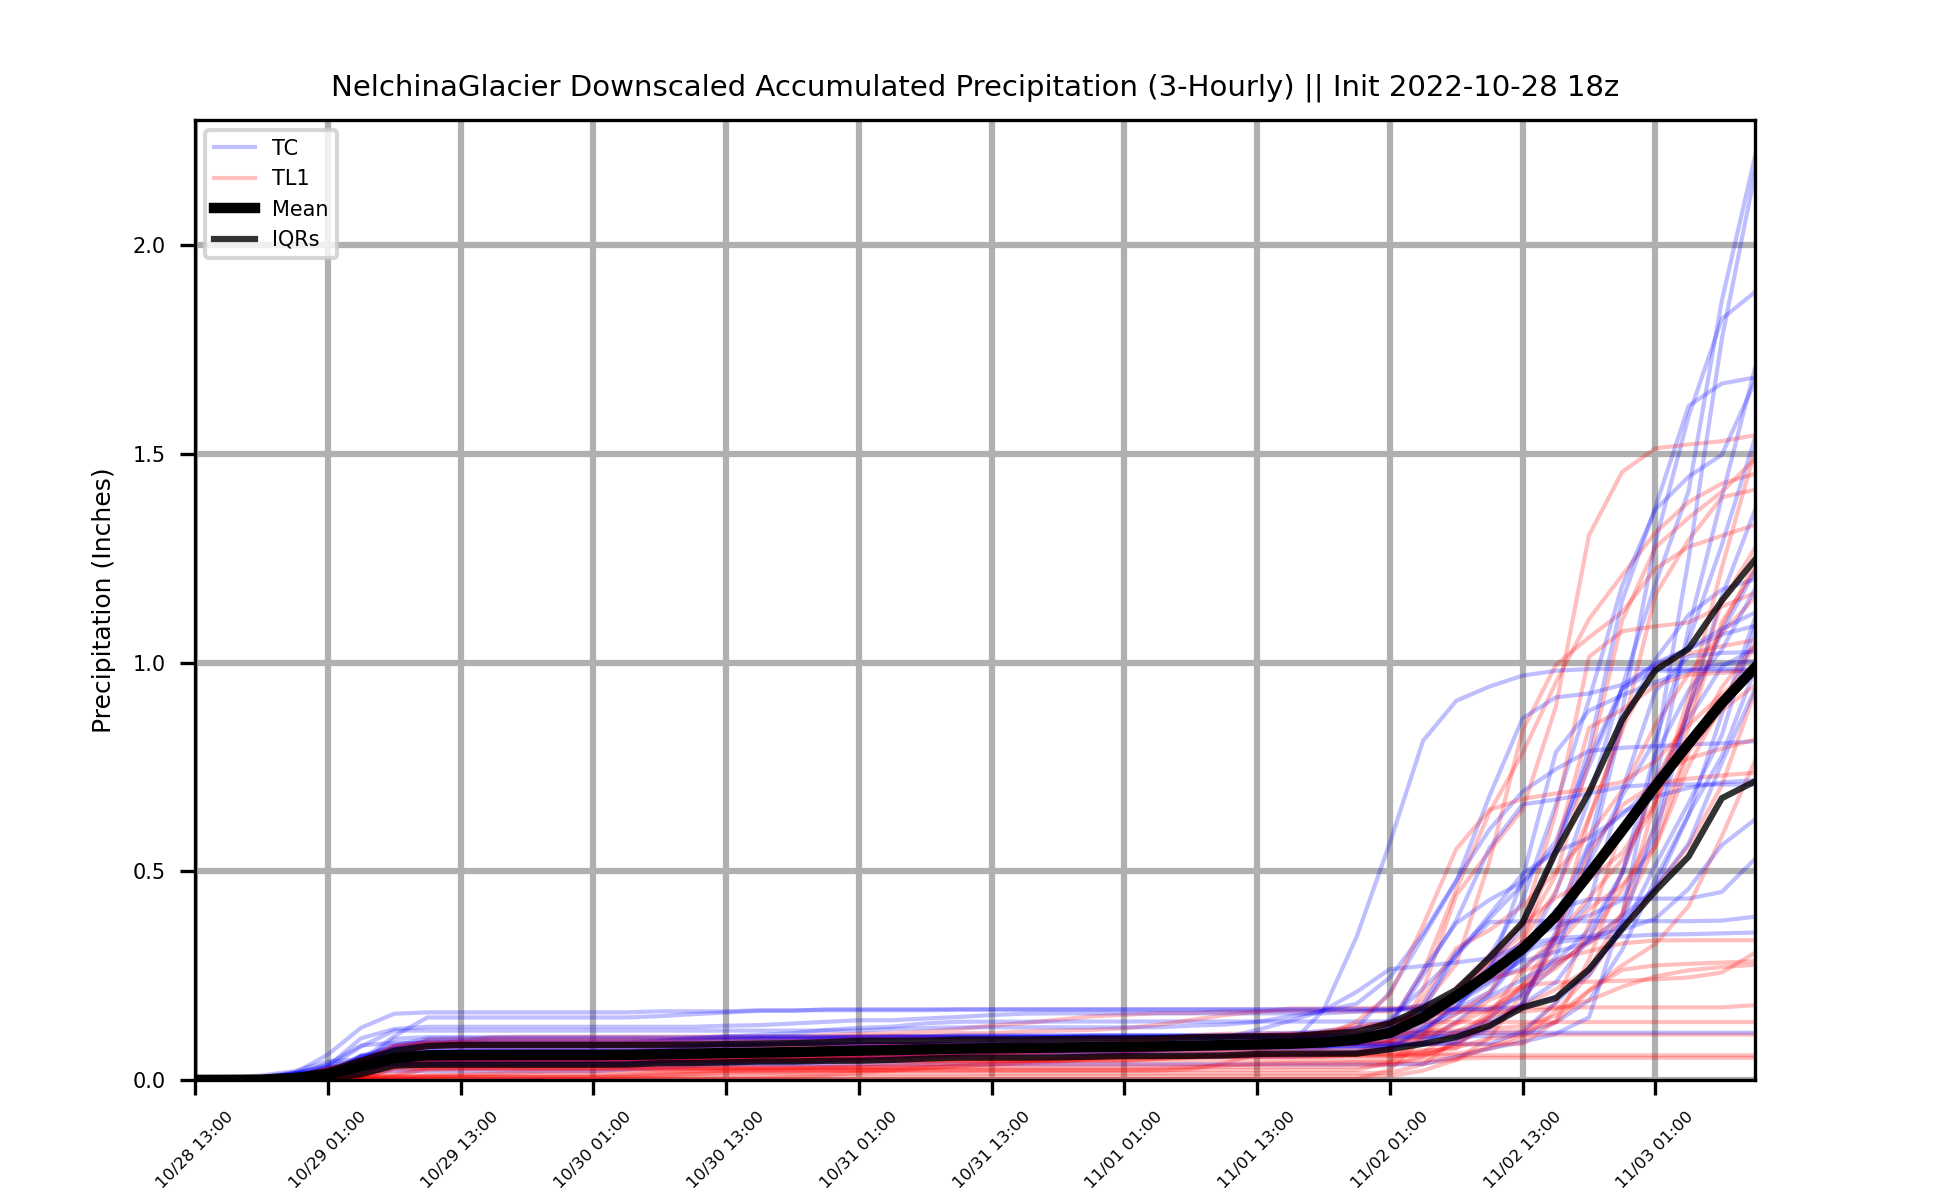 NelchinaGlacier Downscaled Accumulated Precipitation (3-Hourly) || Init 2022-10-28 18z
TC
TL1
Mean
IQRs
Precipitation (Inches)
2.0
1.5
1.0
0.5
0.0
10/28 13:00
10/29 01:00
10/29 13:00
10/30 01:00
10/30 13:00
10/31 01:00
10/31 13:00
11/01 01:00
11/01 13:00
11/02 01:00
11/02 13:00
11/03 01:00